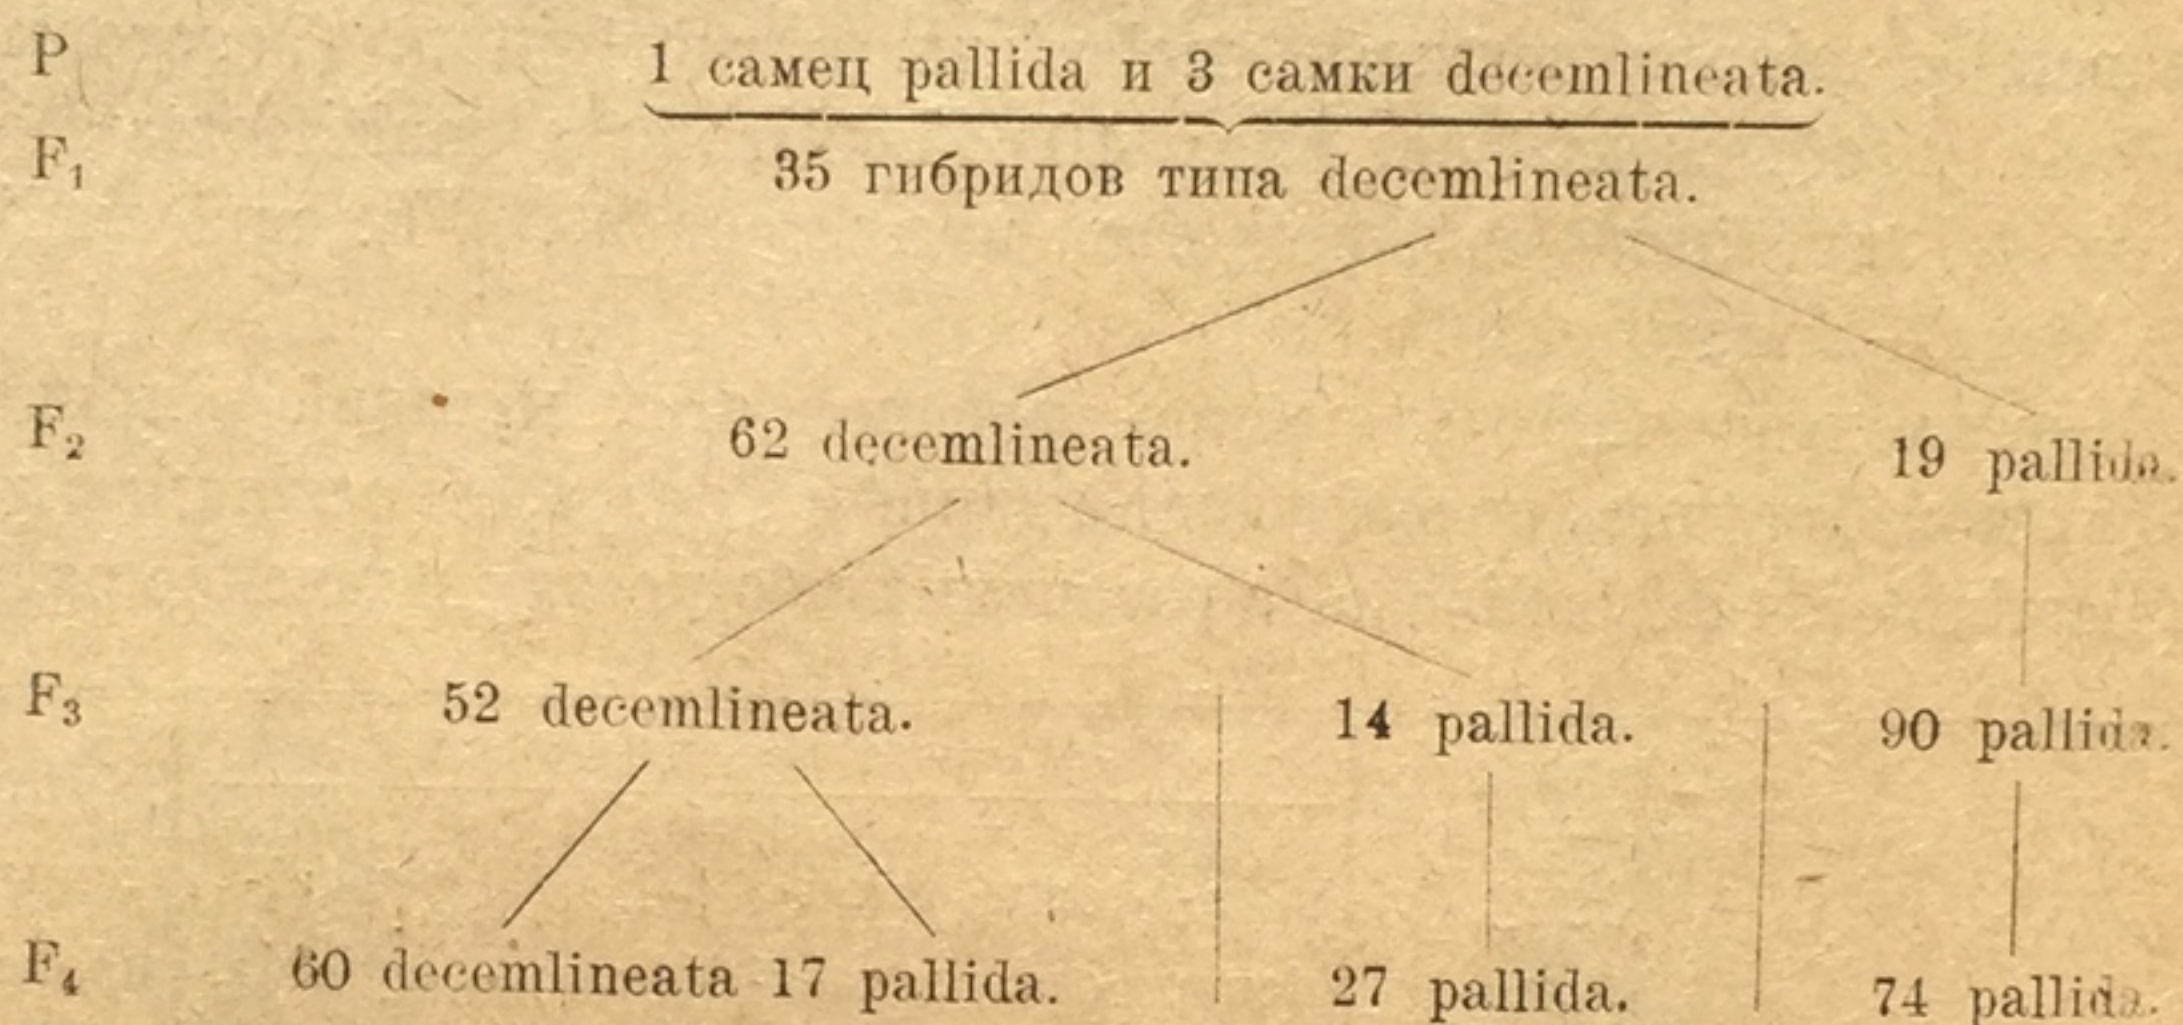 P 1 самец pallida и 3 самки decemlineata.
F₁ 35 гибридов типа decemlineata.
F₂ 62 decemlineata. 19 pallida.
F₃ 52 decemlineata. 14 pallida. 90 pallida.
F₄ 60 decemlineata 17 pallida. 27 pallida. 74 pallida.